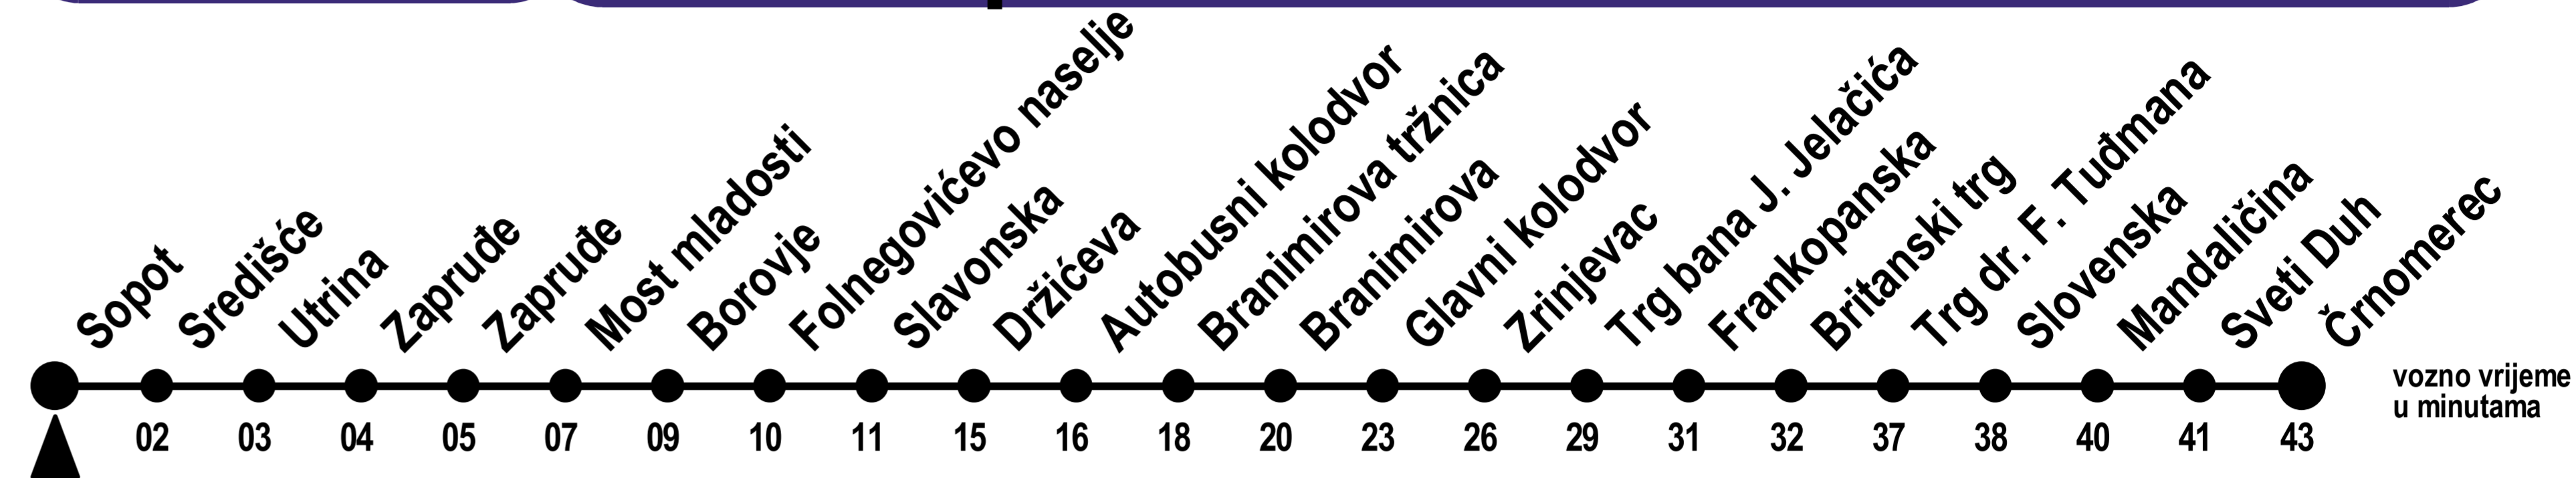 Sopot
Središće
Utrina
Zapruđe
Zapruđe
Most mladosti
Borovje
Folnegovićevo naselje
Slavonska
Držićeva
Autobusni kolodvor
Branimirova tržnica
Branimirova
Glavni kolodvor
Zrinjevac
Trg bana J. Jelačića
Frankopanska
Britanski trg
Trg dr. F. Tuđmana
Slovenska
Mandaličina
Sveti Duh
Črnomerec
02 03 04 05 07 09 10 11 15 16 18 20 23 26 29 31 32 37 38 40 41 43
vozno vrijeme
u minutama